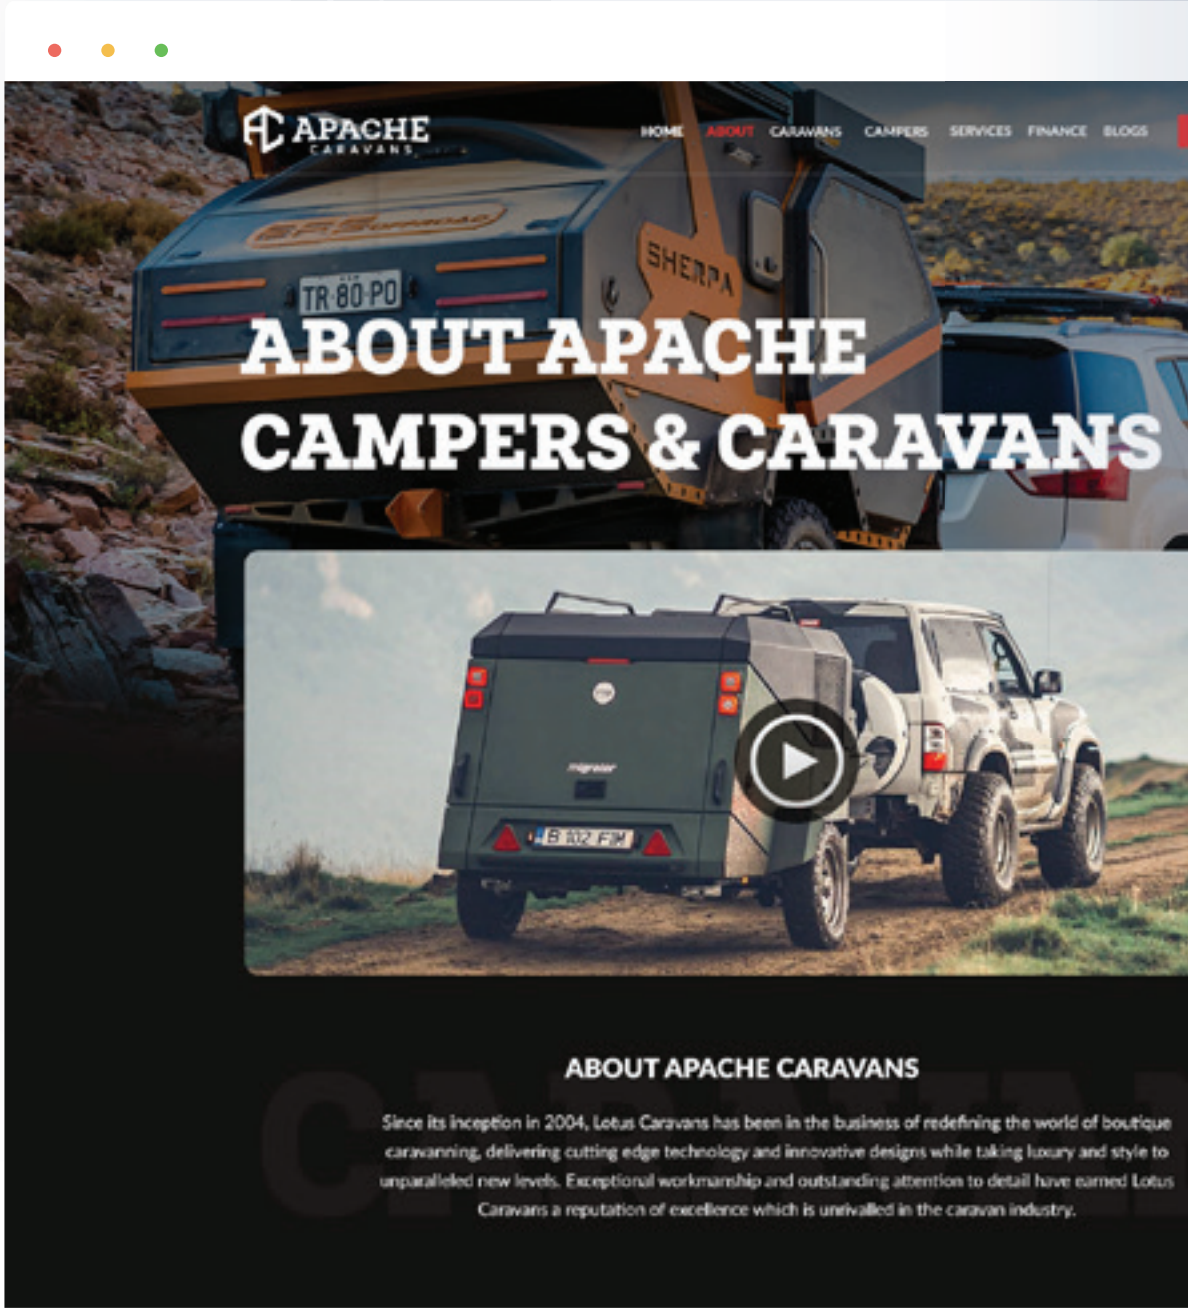 APACHE
CARAVANS
HOME ABOUT CARAVANS CAMPERS SERVICES FINANCE BLOGS
SHERPA
TR·80·PO
ABOUT APACHE
CAMPERS & CARAVANS
B 102 FIM
ABOUT APACHE CARAVANS
Since its inception in 2004, Lotus Caravans has been in the business of redefining the world of boutique
caravanning, delivering cutting edge technology and innovative designs while taking luxury and style to
unparalleled new levels. Exceptional workmanship and outstanding attention to detail have earned Lotus
Caravans a reputation of excellence which is unrivalled in the caravan industry.